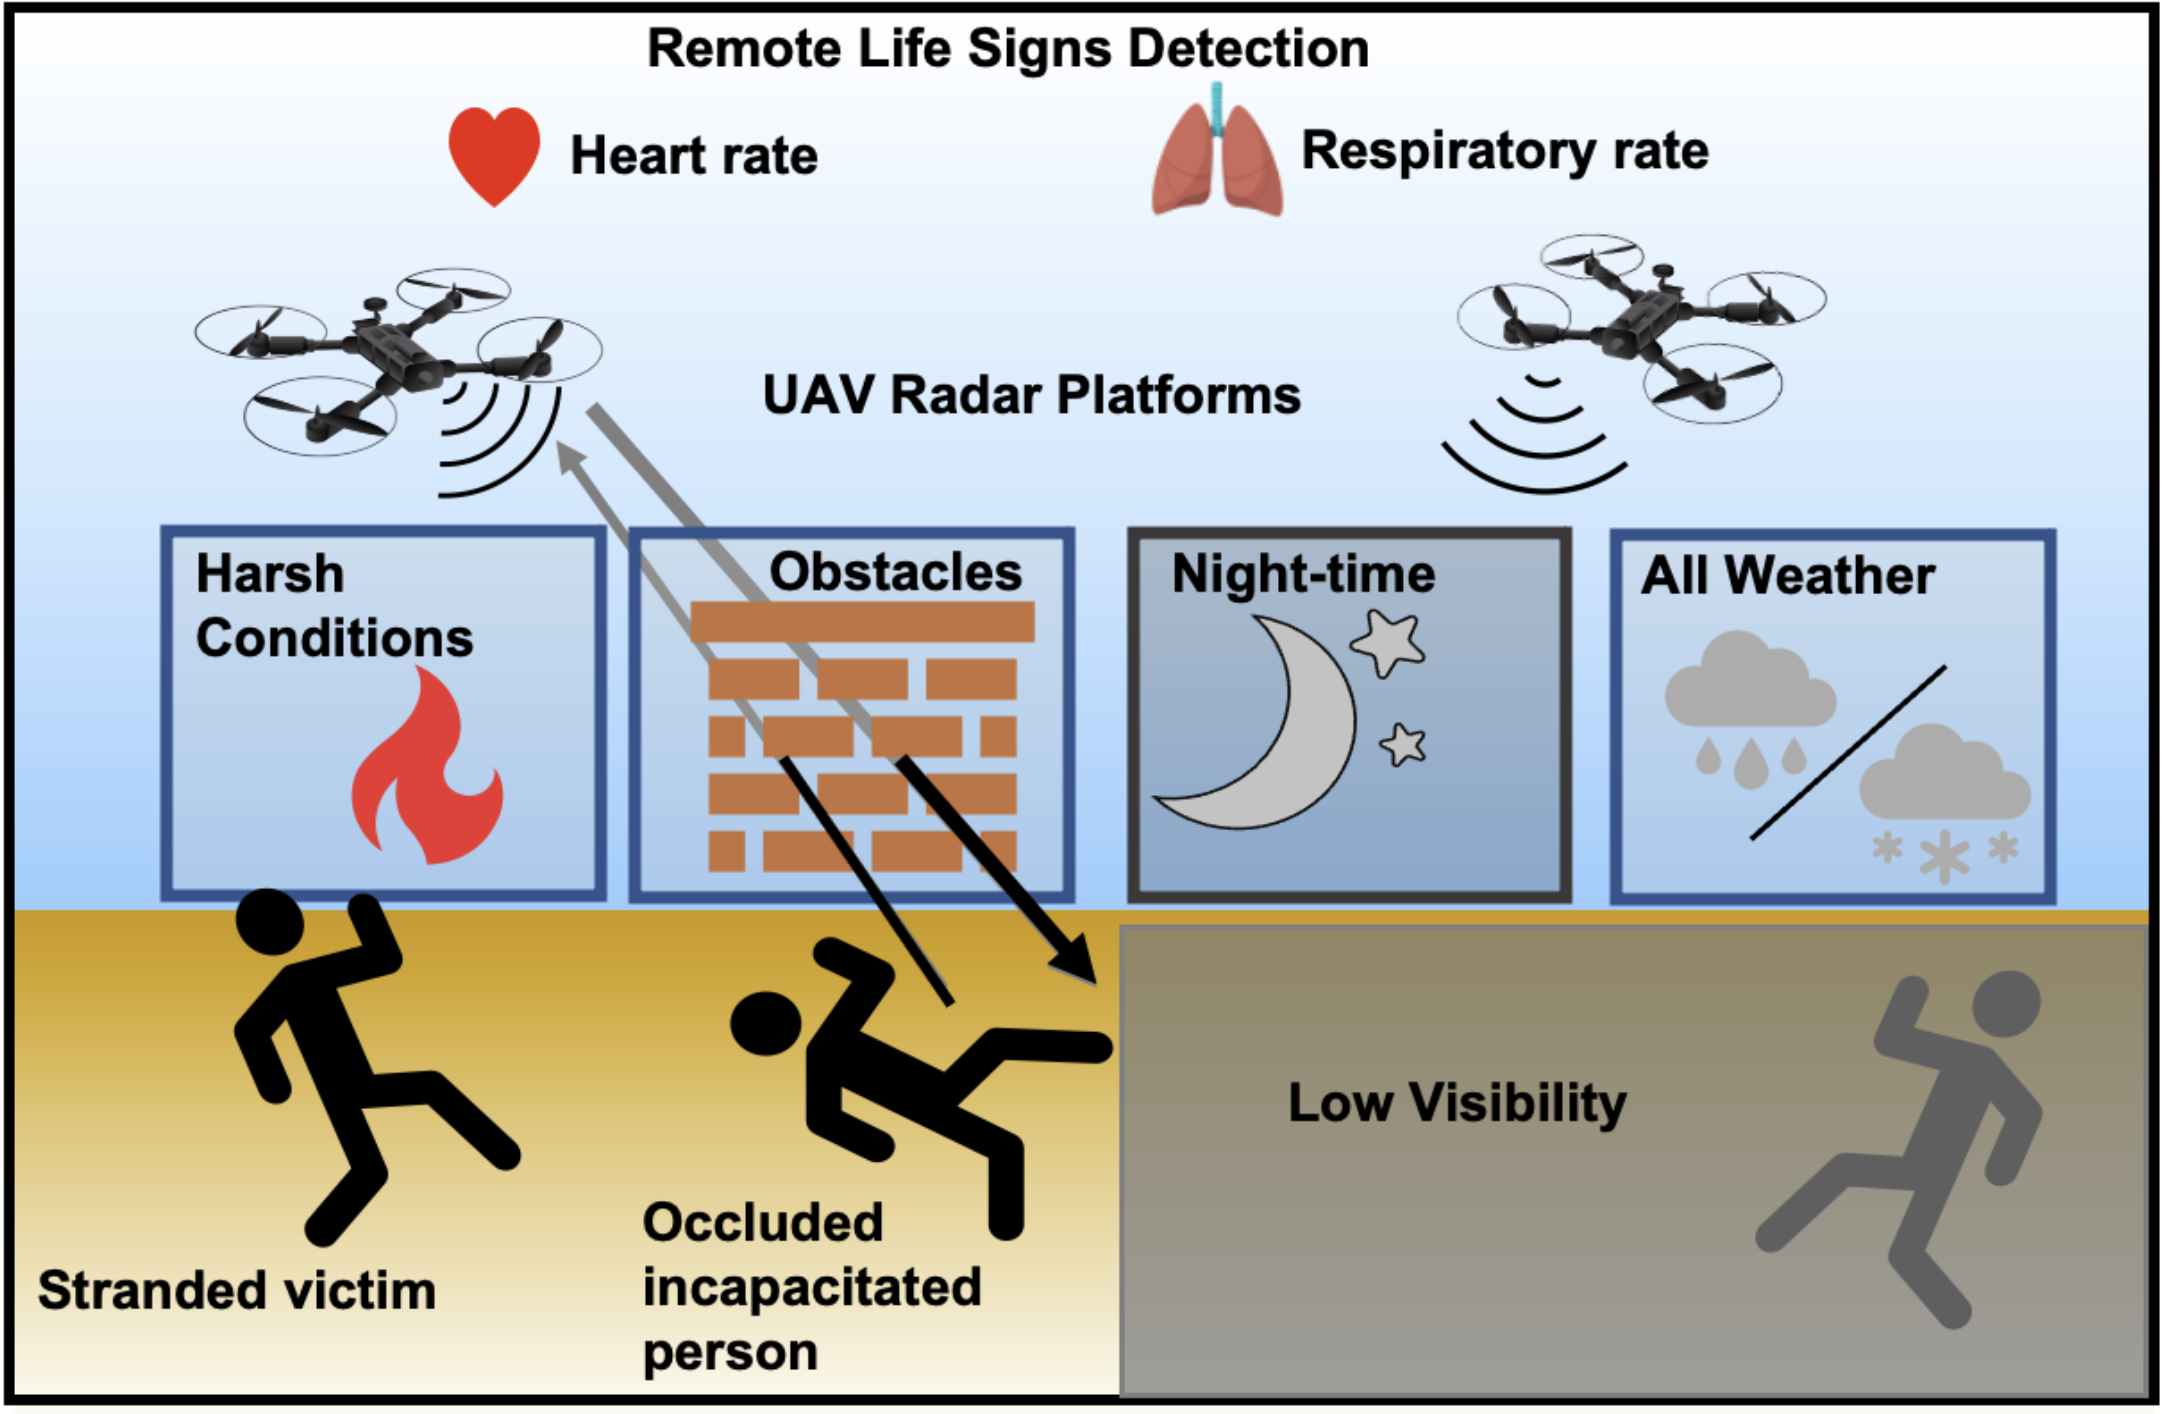 Remote Life Signs Detection
Heart rate
Respiratory rate
UAV Radar Platforms
Harsh
Conditions
Obstacles
Night-time
All Weather
Stranded victim
Occluded
incapacitated
person
Low Visibility